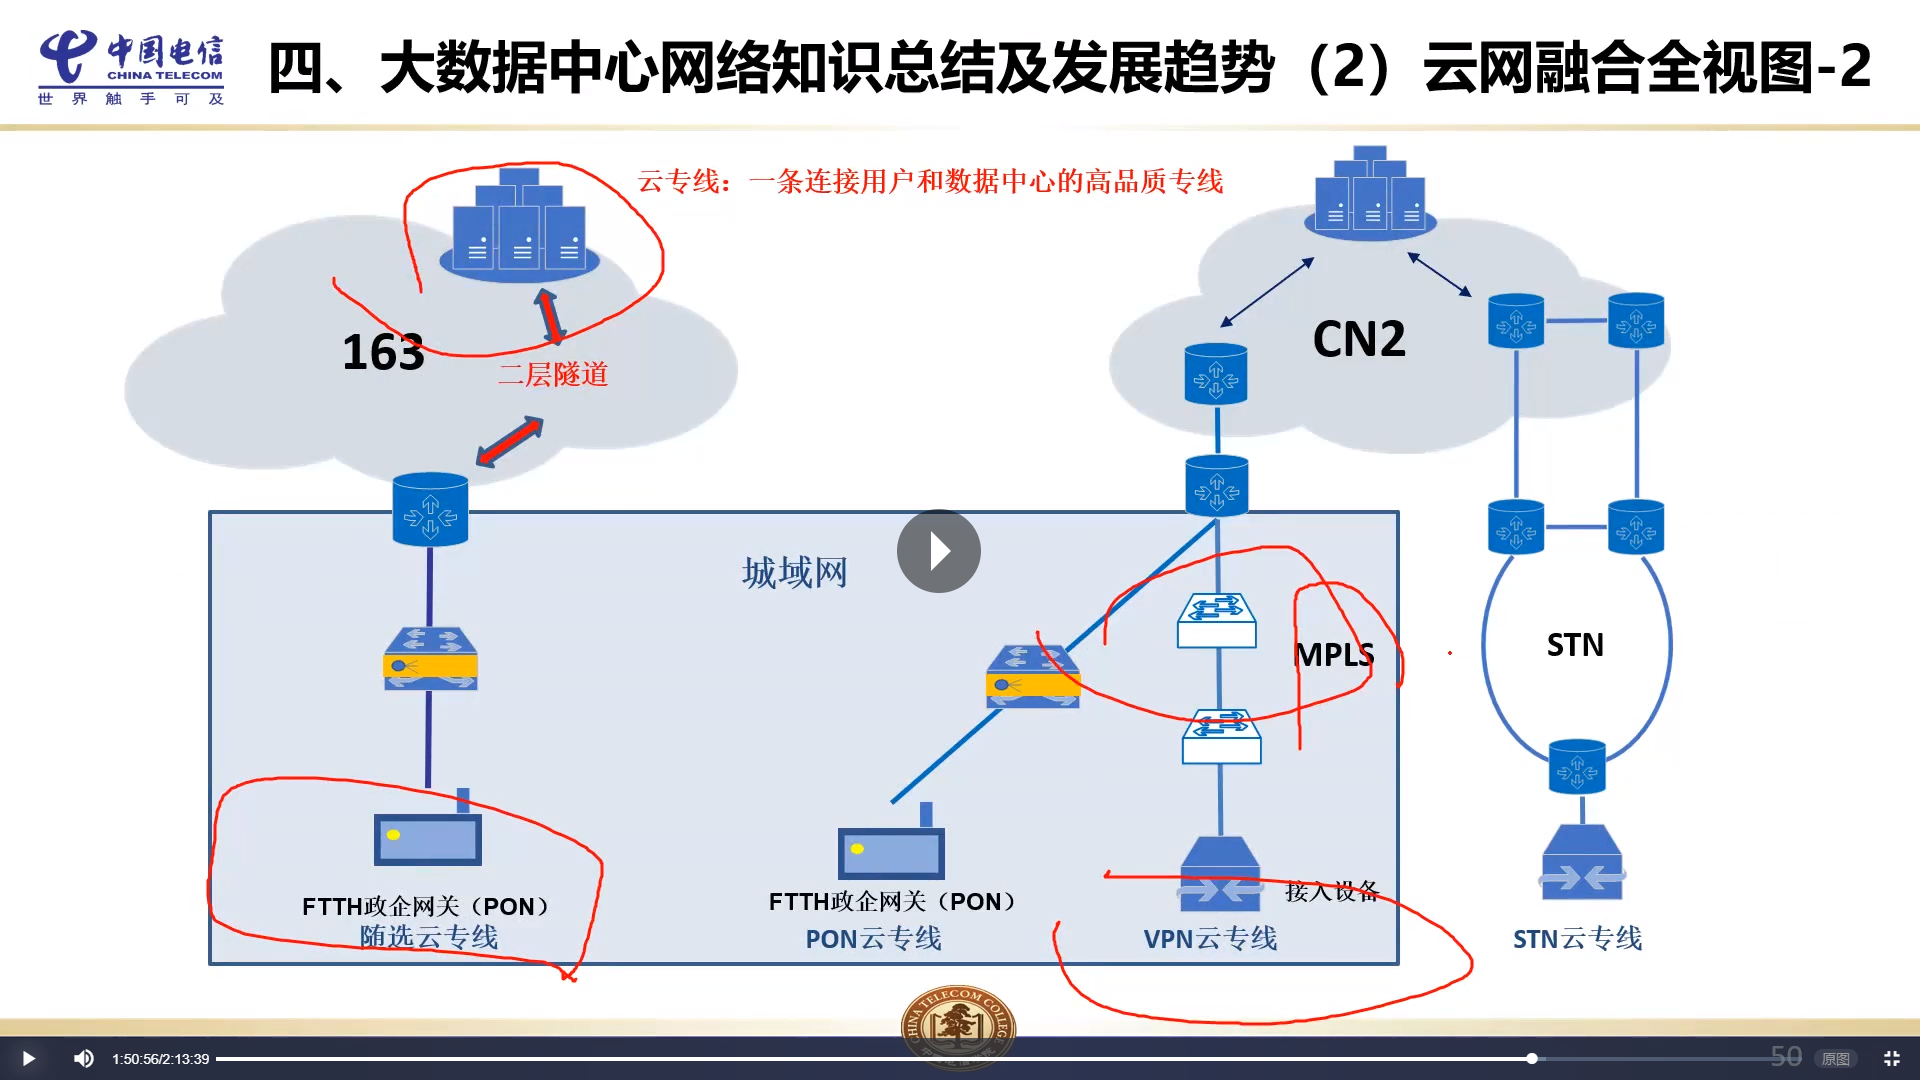 中国电信
CHINA TELECOM
世界触手可及
四、大数据中心网络知识总结及发展趋势（2）云网融合全视图-2
云专线：一条连接用户和数据中心的高品质专线
163
二层隧道
CN2
城域网
MPLS
STN
FTTH政企网关（PON）
随选云专线
FTTH政企网关（PON）
PON云专线
接入设备
VPN云专线
STN云专线
CHINA TELECOM COLLEGE
1:50:56/2:13:39
50
原图